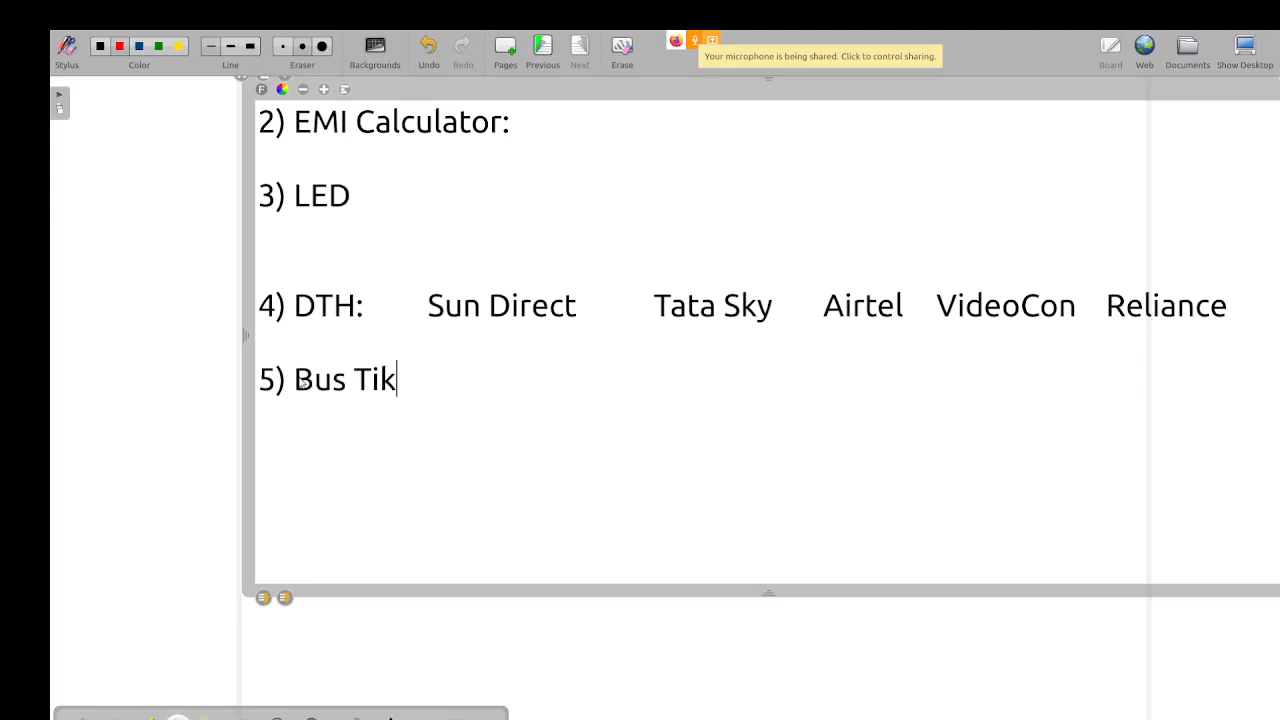 Stylus Color Line Eraser Backgrounds Undo Redo Pages Previous Next Erase Board Web Documents Show Desktop
Your microphone is being shared. Click to control sharing.
2) EMI Calculator:
3) LED
4) DTH: Sun Direct Tata Sky Airtel VideoCon Reliance
5) Bus Tik